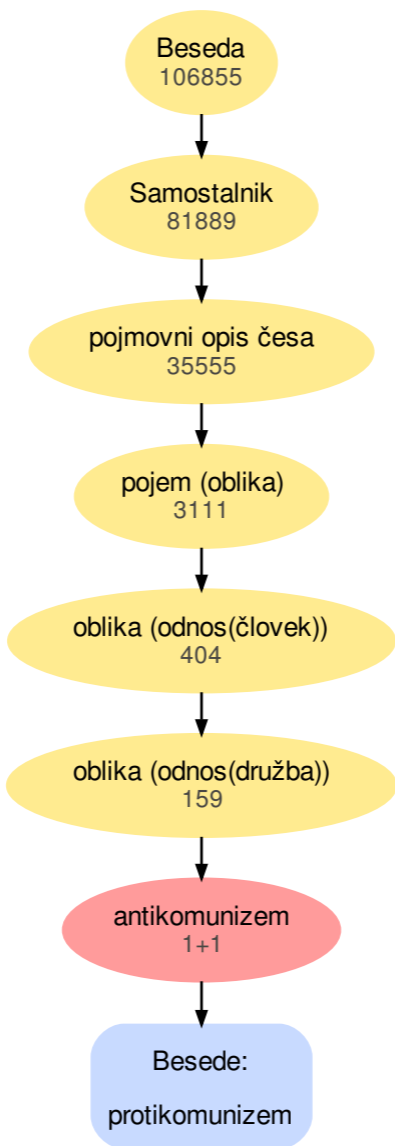 Beseda
106855
Samostalnik
81889
pojmovni opis česa
35555
pojem (oblika)
3111
oblika (odnos(človek))
404
oblika (odnos(družba))
159
antikomunizem
1+1
Besede:
protikomunizem